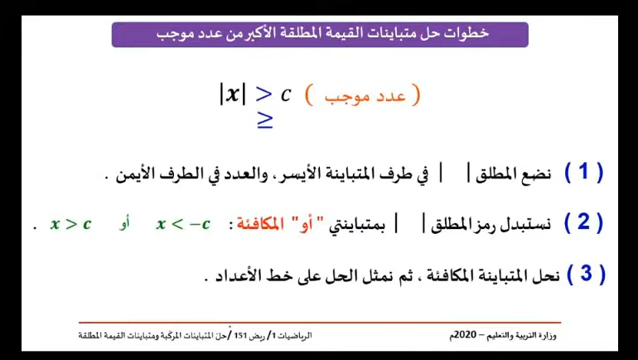 خطوات حل متباينات القيمة المطلقة الأكبر من عدد موجب
|x| > c ( عدد موجب )
≥
( 1 ) نضع المطلق | | في طرف المتباينة الأيسر، والعدد في الطرف الأيمن .
( 2 ) نستبدل رمز المطلق | | بمتباينتي "أو" المكافئة : x < −c أو x > c .
( 3 ) نحل المتباينة المكافئة ، ثم نمثل الحل على خط الأعداد .
وزارة التربية والتعليم – 2020م
الرياضيات 1/ ريض 151 /حل المتباينات المركبة ومتباينات القيمة المطلقة